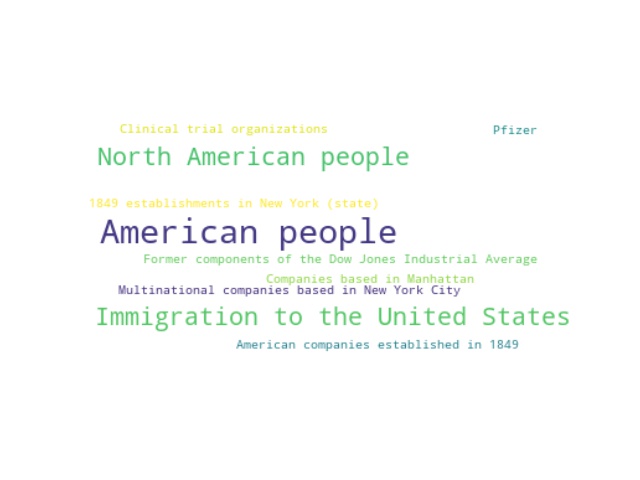 Clinical trial organizations
Pfizer
North American people
1849 establishments in New York (state)
American people
Former components of the Dow Jones Industrial Average
Companies based in Manhattan
Multinational companies based in New York City
Immigration to the United States
American companies established in 1849